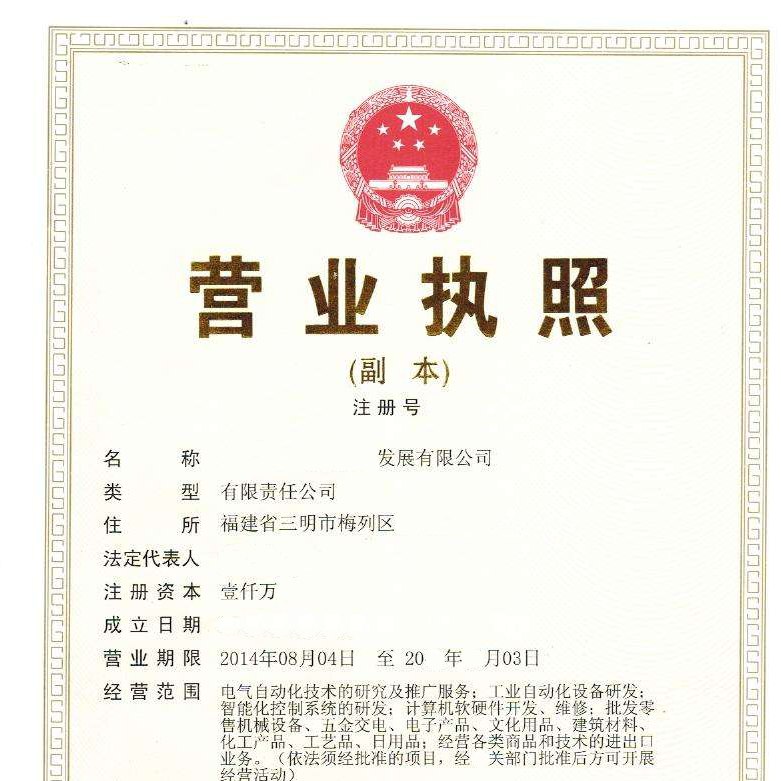 营业执照
(副 本)
注册号
名 称 发展有限公司
类 型 有限责任公司
住 所 福建省三明市梅列区
法定代表人
注册资本 壹仟万
成立日期
营业期限 2014年08月04日 至 20 年 月03日
经营范围 电气自动化技术的研究及推广服务；工业自动化设备研发；
智能化控制系统的研发；计算机软硬件开发、维修；批发零
售机械设备、五金交电、电子产品、文化用品、建筑材料、
化工产品、工艺品、日用品；经营各类商品和技术的进出口
业务。（依法须经批准的项目，经 关部门批准后方可开展
经营活动）